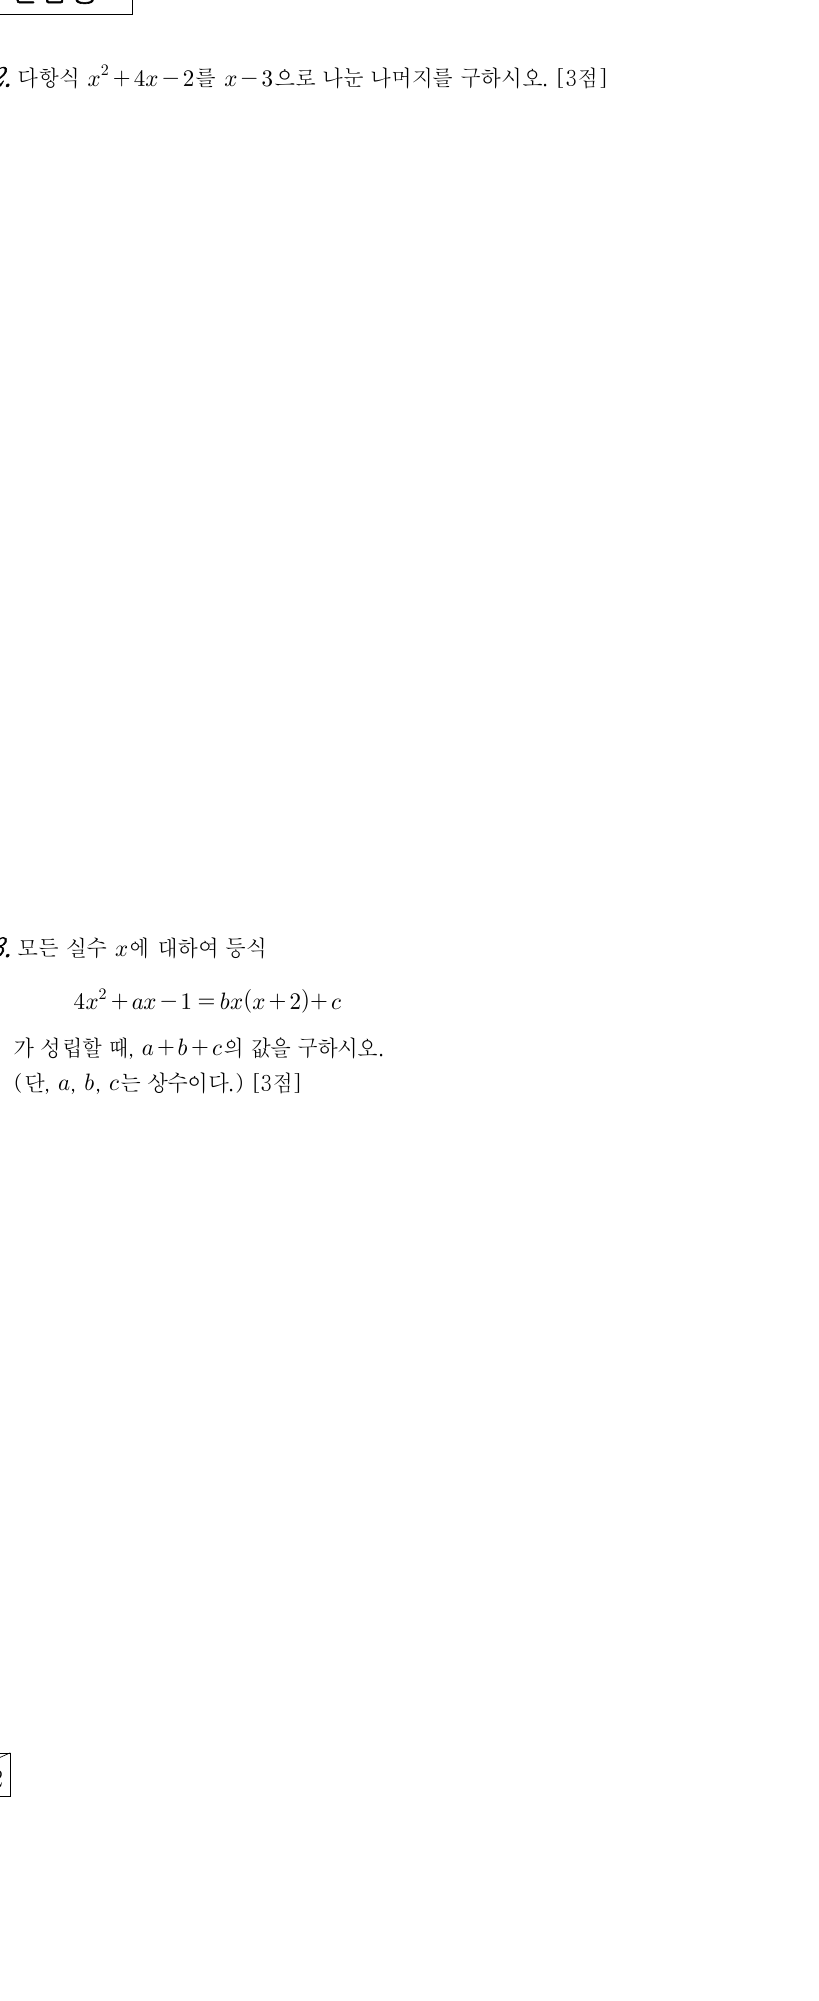 다항식 x²+4x-2를 x-3으로 나눈 나머지를 구하시오. [3점]
모든 실수 x에 대하여 등식
4x²+ax-1=bx(x+2)+c
가 성립할 때, a+b+c의 값을 구하시오.
(단, a, b, c는 상수이다.) [3점]